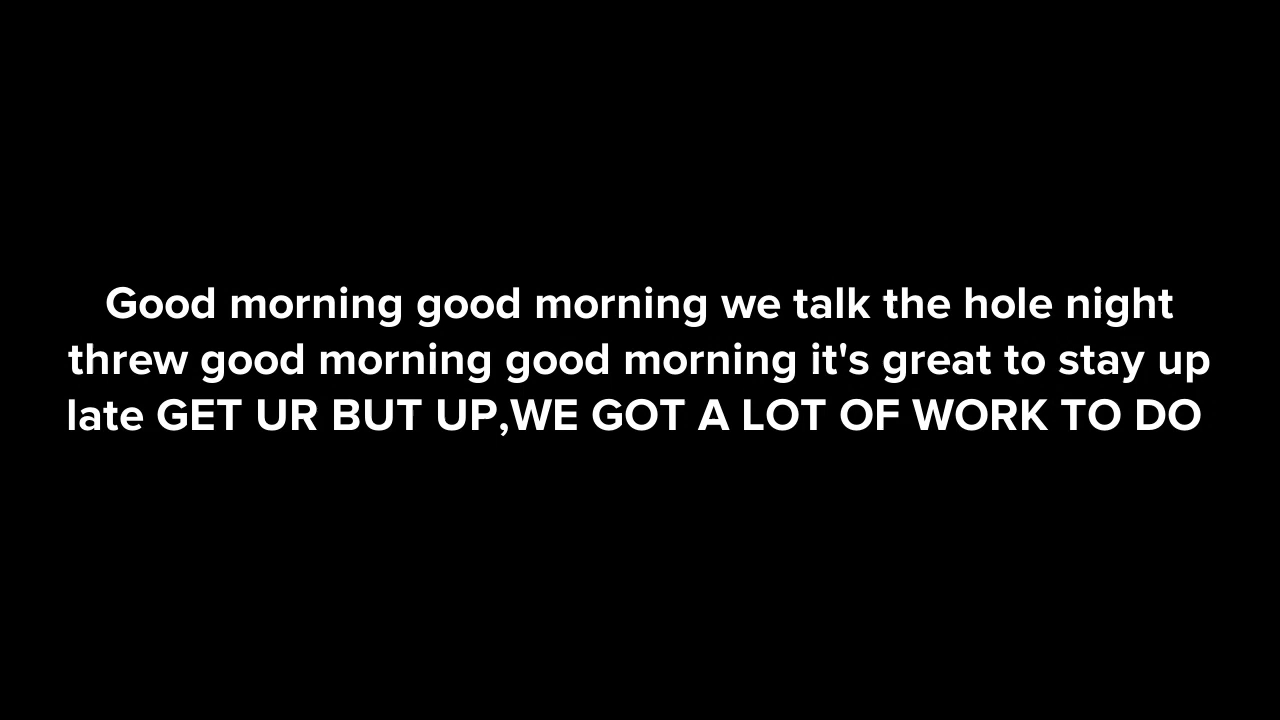 Good morning good morning we talk the hole night
threw good morning good morning it's great to stay up
late GET UR BUT UP,WE GOT A LOT OF WORK TO DO